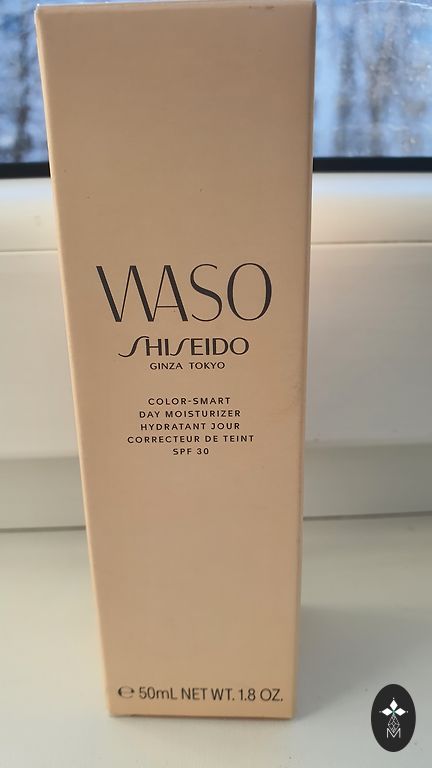 WASO
SHISEIDO
GINZA TOKYO
COLOR-SMART
DAY MOISTURIZER
HYDRATANT JOUR
CORRECTEUR DE TEINT
SPF 30
℮ 50mL NET WT. 1.8 OZ.
M